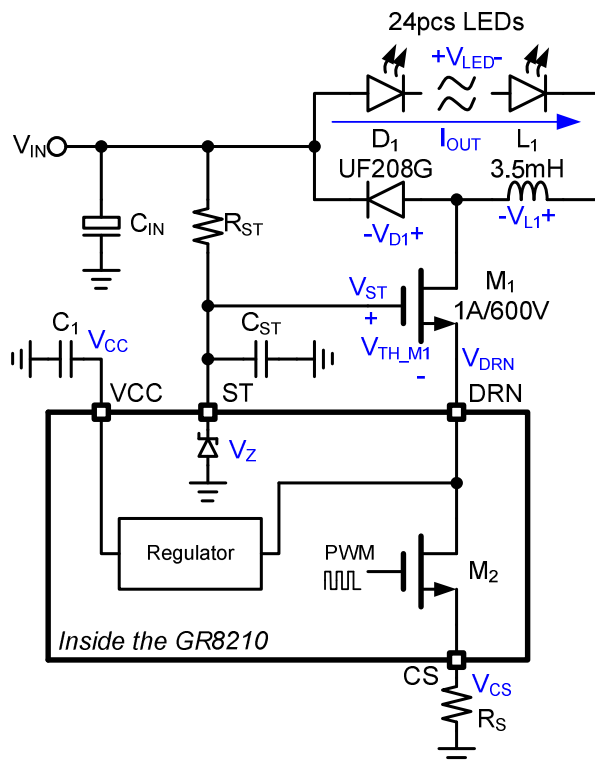 24pcs LEDs
+VLED-
VIN
D1
IOUT
L1
UF208G
3.5mH
CIN
RST
-VD1+
-VL1+
VST
M1
+
1A/600V
C1
VCC
CST
VTH_M1
VDRN
-
VCC
ST
DRN
VZ
Regulator
PWM
M2
Inside the GR8210
CS
VCS
RS